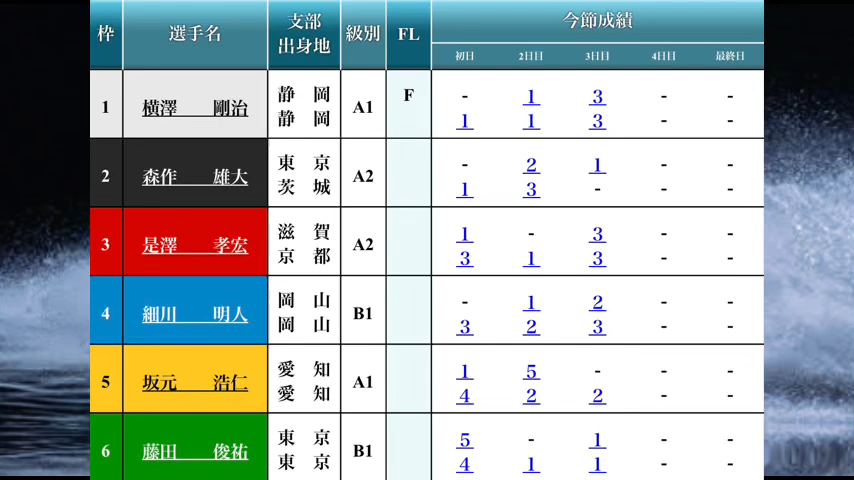 枠 選手名 支部 出身地 級別 FL 今節成績
初日 2日目 3日目 4日目 最終日
1 横澤 剛治 静岡 A1 F - 1 3 - -
静岡 1 1 3 - -
2 森作 雄大 東京 A2 - 2 1 - -
茨城 1 3 - - -
3 是澤 孝宏 滋賀 A2 1 - 3 - -
京都 3 1 3 - -
4 細川 明人 岡山 B1 - 1 2 - -
岡山 3 2 3 - -
5 坂元 浩仁 愛知 A1 1 5 - - -
愛知 4 2 2 - -
6 藤田 俊祐 東京 B1 5 - 1 - -
東京 4 1 1 - -